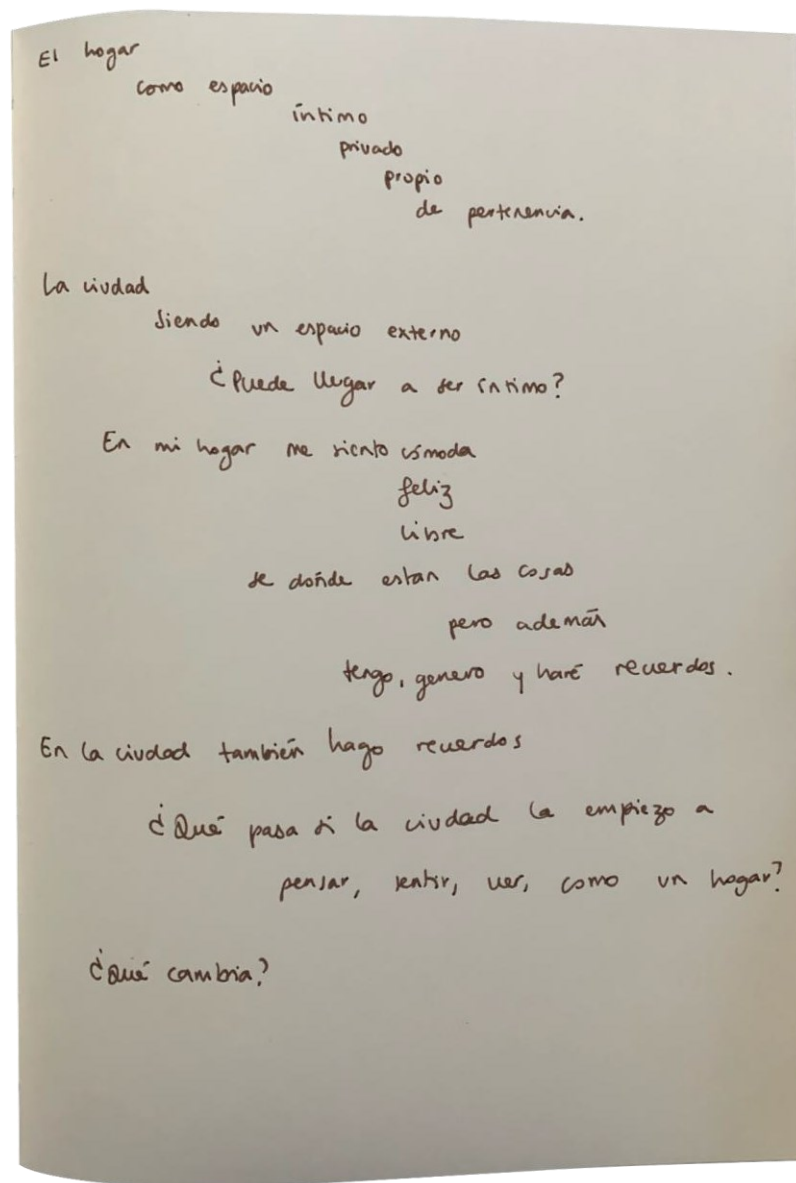 El hogar
como espacio
íntimo
privado
propio
de pertenencia.
La ciudad
Siendo un espacio externo
¿Puede llegar a ser íntimo?
En mi hogar me siento cómoda
feliz
libre
se dónde estan las cosas
pero además
tengo, genero y haré recuerdos.
En la ciudad también hago recuerdos
¿Qué pasa si la ciudad la empiezo a
pensar, sentir, ver, como un hogar?
¿Qué cambia?